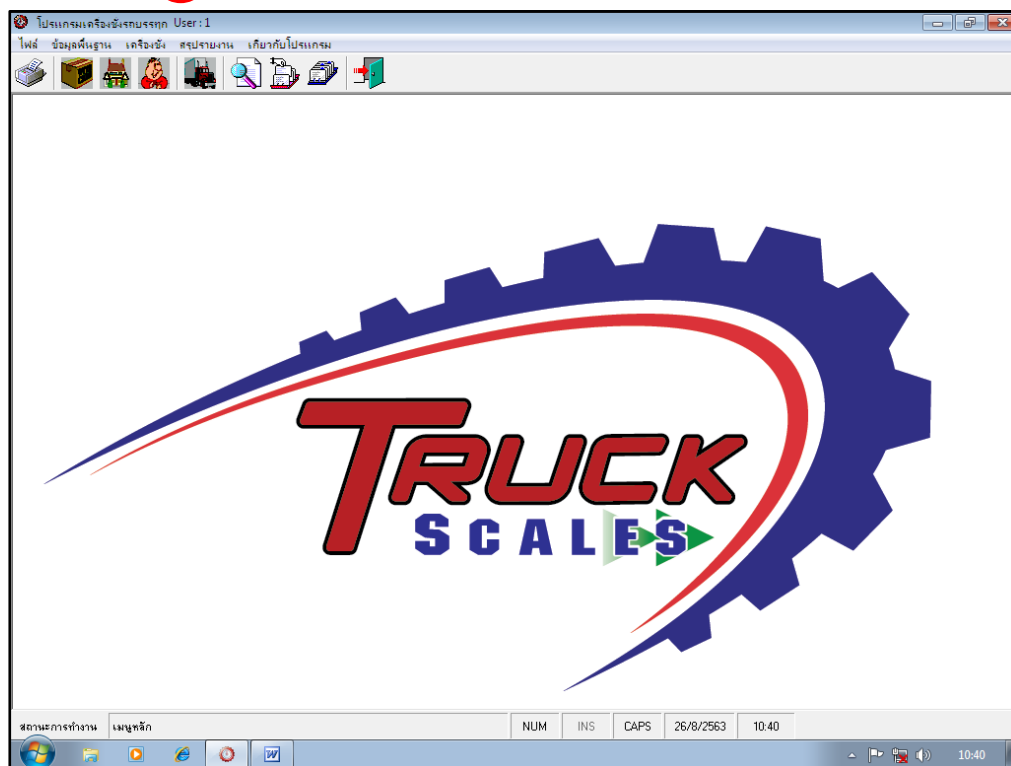 โปรแกรมเครื่องชั่งรถบรรทุก User : 1
ไฟล์ ข้อมูลพื้นฐาน เครื่องชั่ง สรุปรายงาน เกี่ยวกับโปรแกรม
TRUCK
SCALES
สถานะการทำงาน เมนูหลัก NUM INS CAPS 26/8/2563 10:40
10:40